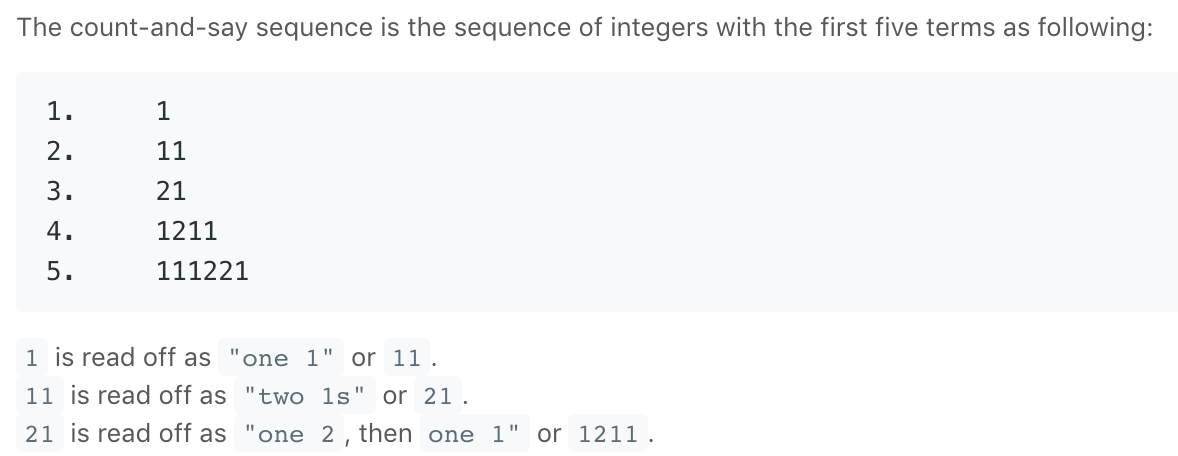 The count-and-say sequence is the sequence of integers with the first five terms as following:
1.     1
2.     11
3.     21
4.     1211
5.     111221
1 is read off as "one 1" or 11.
11 is read off as "two 1s" or 21.
21 is read off as "one 2, then one 1" or 1211.